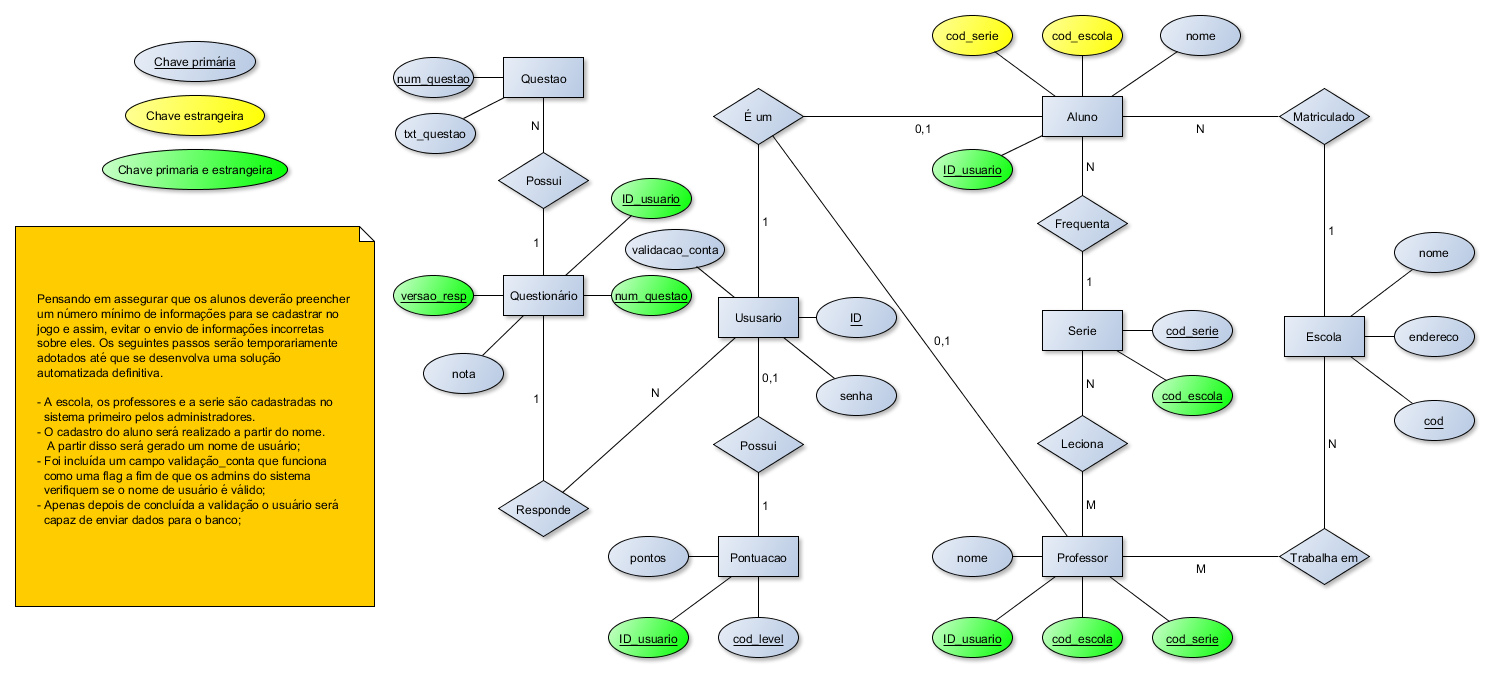 Chave primária
Chave estrangeira
Chave primaria e estrangeira
Pensando em assegurar que os alunos deverão preencher
um número mínimo de informações para se cadastrar no
jogo e assim, evitar o envio de informações incorretas
sobre eles. Os seguintes passos serão temporariamente
adotados até que se desenvolva uma solução
automatizada definitiva.
- A escola, os professores e a serie são cadastradas no
sistema primeiro pelos administradores.
- O cadastro do aluno será realizado a partir do nome.
A partir disso será gerado um nome de usuário;
- Foi incluída um campo validação_conta que funciona
como uma flag a fim de que os admins do sistema
verifiquem se o nome de usuário é válido;
- Apenas depois de concluída a validação o usuário será
capaz de enviar dados para o banco;
num_questao
Questao
txt_questao
N
Possui
1
ID_usuario
versao_resp
Questionário
num_questao
nota
1
N
Responde
É um
0,1
1
0,1
validacao_conta
Ususario
ID
senha
0,1
Possui
1
pontos
Pontuacao
ID_usuario
cod_level
cod_serie
cod_escola
nome
Aluno
ID_usuario
N
Matriculado
N
Frequenta
1
1
Serie
cod_serie
cod_escola
N
Leciona
M
nome
Professor
ID_usuario
cod_escola
cod_serie
M
Trabalha em
N
nome
Escola
endereco
cod